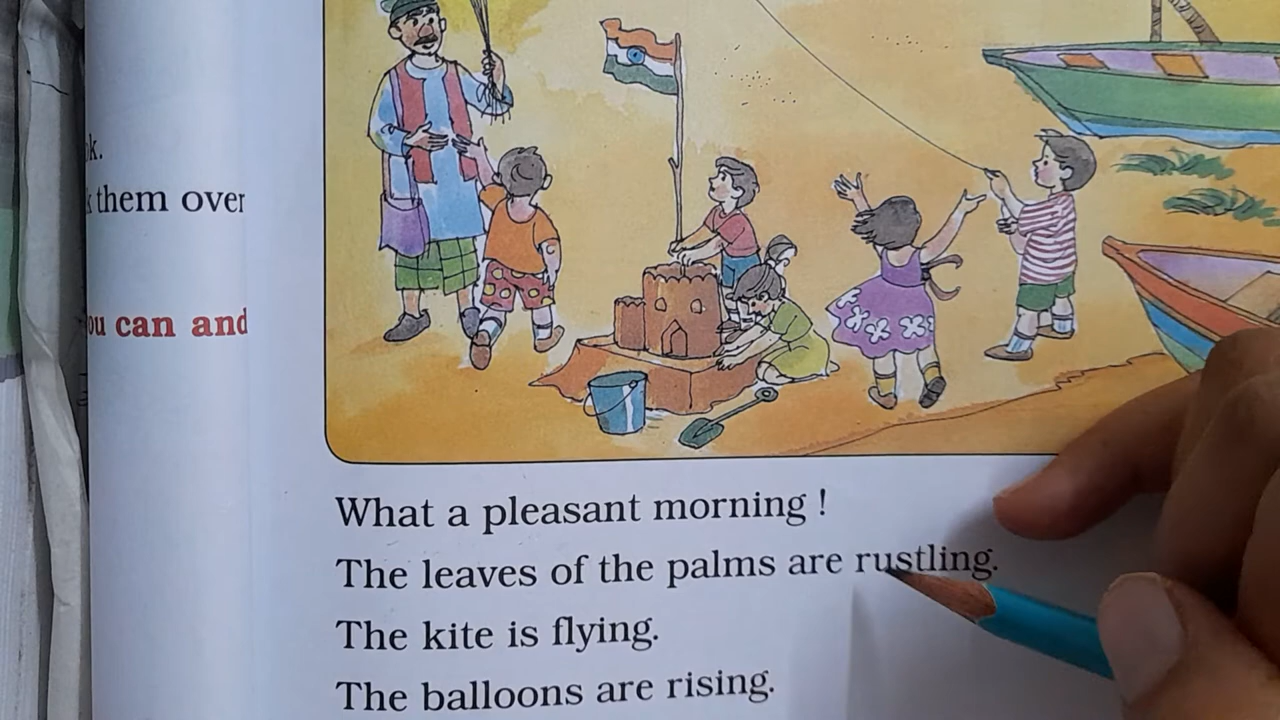 k.
them over
ou can and
What a pleasant morning !
The leaves of the palms are rustling.
The kite is flying.
The balloons are rising.